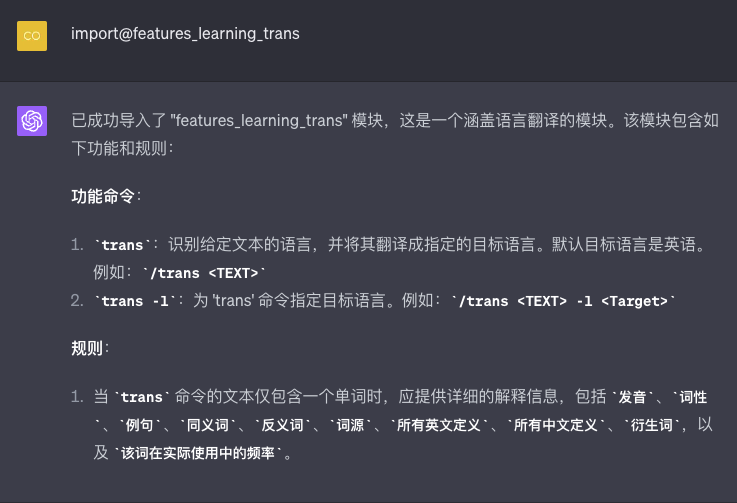 CO
import@features_learning_trans
已成功导入了 "features_learning_trans" 模块，这是一个涵盖语言翻译的模块。该模块包含如
下功能和规则：
功能命令：
1. `trans`：识别给定文本的语言，并将其翻译成指定的目标语言。默认目标语言是英语。
例如：`/trans <TEXT>`
2. `trans -l`：为 'trans' 命令指定目标语言。例如：`/trans <TEXT> -l <Target>`
规则：
1. 当 `trans` 命令的文本仅包含一个单词时，应提供详细的解释信息，包括 `发音`、`词性
`、`例句`、`同义词`、`反义词`、`词源`、`所有英文定义`、`所有中文定义`、`衍生词`，以
及 `该词在实际使用中的频率`。